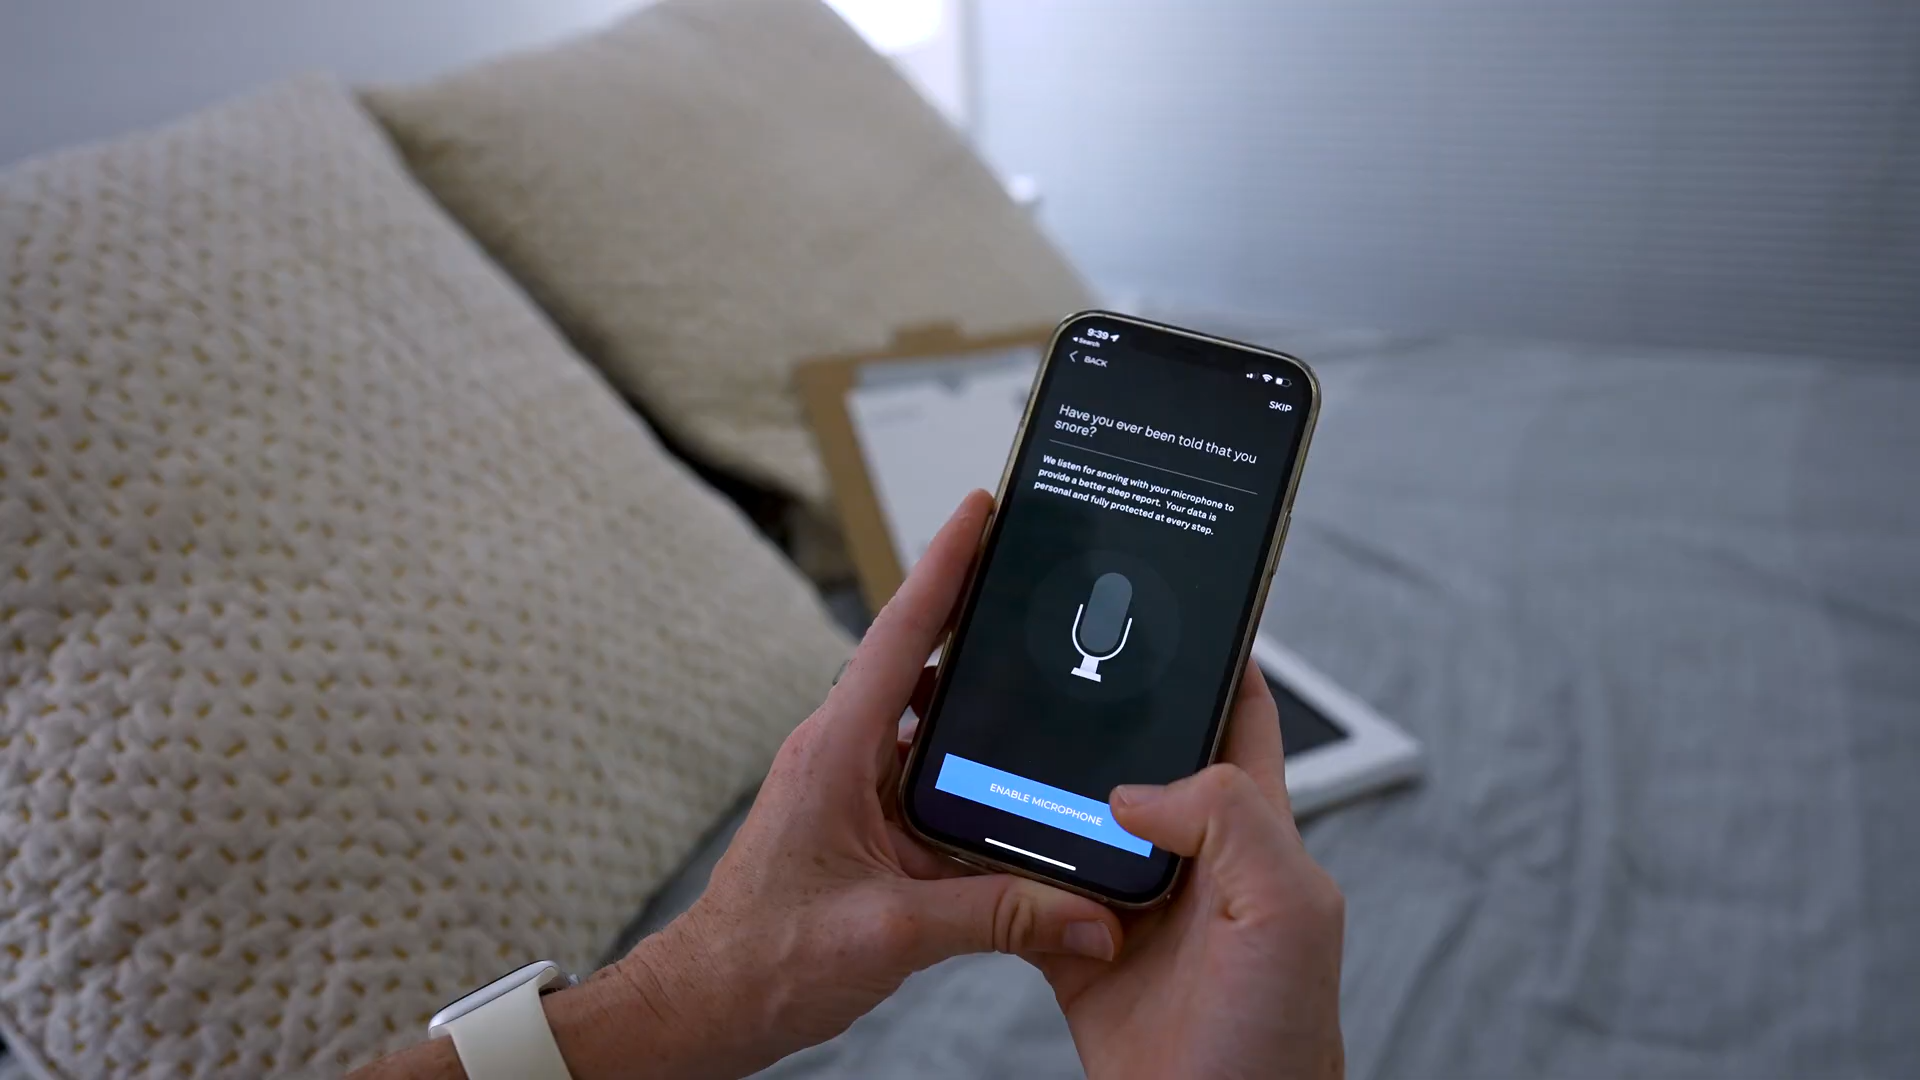 9:39
Search
BACK
SKIP
Have you ever been told that you
snore?
We listen for snoring with your microphone to
provide a better sleep report. Your data is
personal and fully protected at every step.
ENABLE MICROPHONE